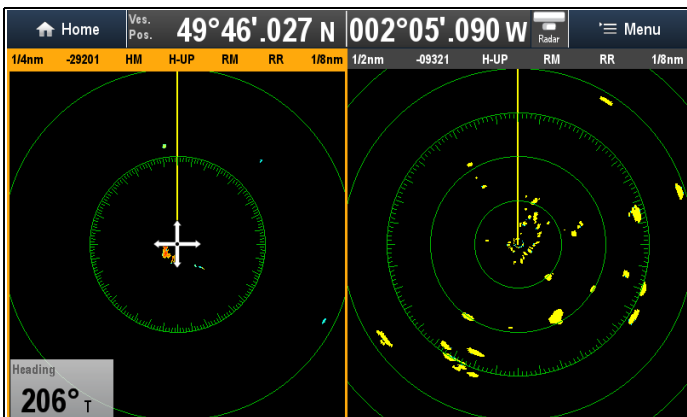 Home Ves. Pos. 49°46'.027 N 002°05'.090 W Radar Menu
1/4nm -29201 HM H-UP RM RR 1/8nm 1/2nm -09321 H-UP RM RR 1/8nm
Heading
206° T